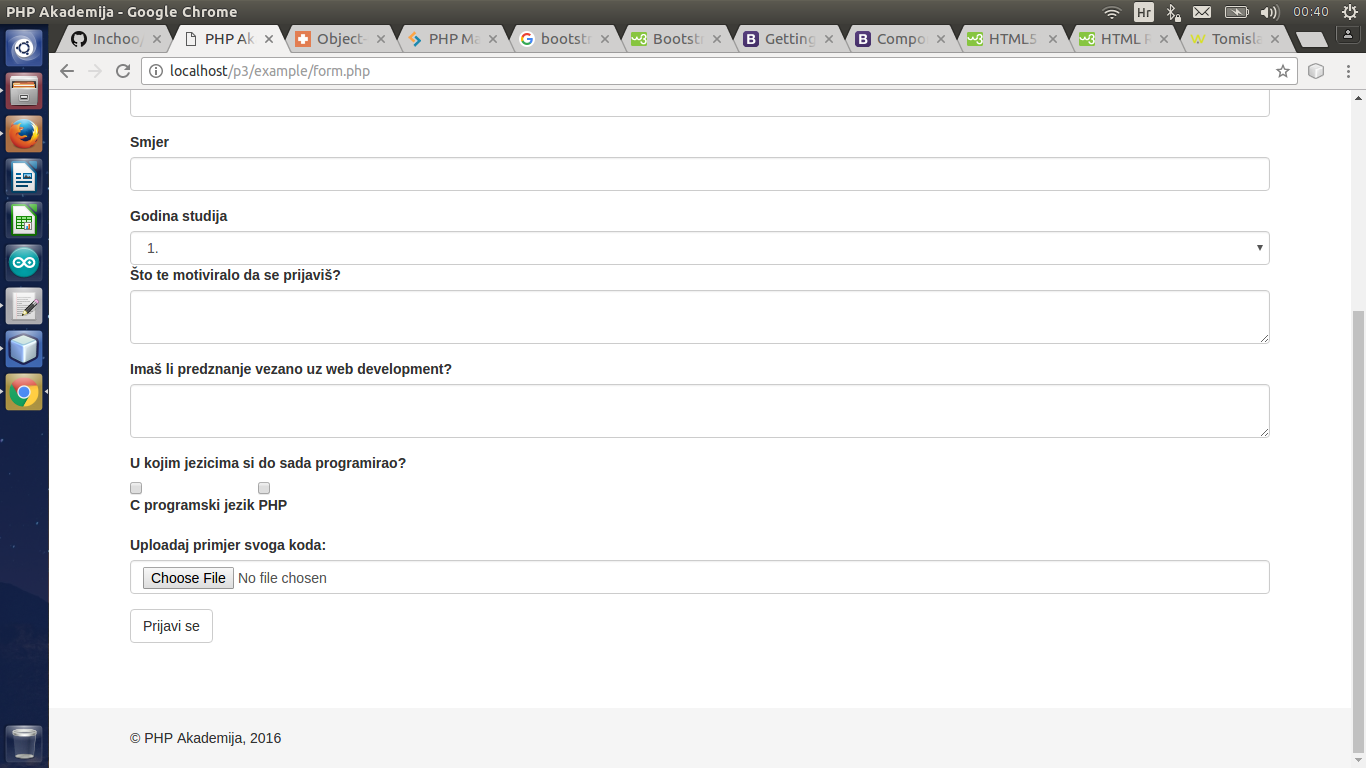 PHP Akademija - Google Chrome
Hr
00:40
Inchoo/
PHP Ak
Object-
PHP Ma
bootstr
Bootstr
Getting
Compo
HTML5
HTML R
Tomisla
localhost/p3/example/form.php
Smjer
Godina studija
1.
Što te motiviralo da se prijaviš?
Imaš li predznanje vezano uz web development?
U kojim jezicima si do sada programirao?
C programski jezik PHP
Uploadaj primjer svoga koda:
Choose File No file chosen
Prijavi se
© PHP Akademija, 2016